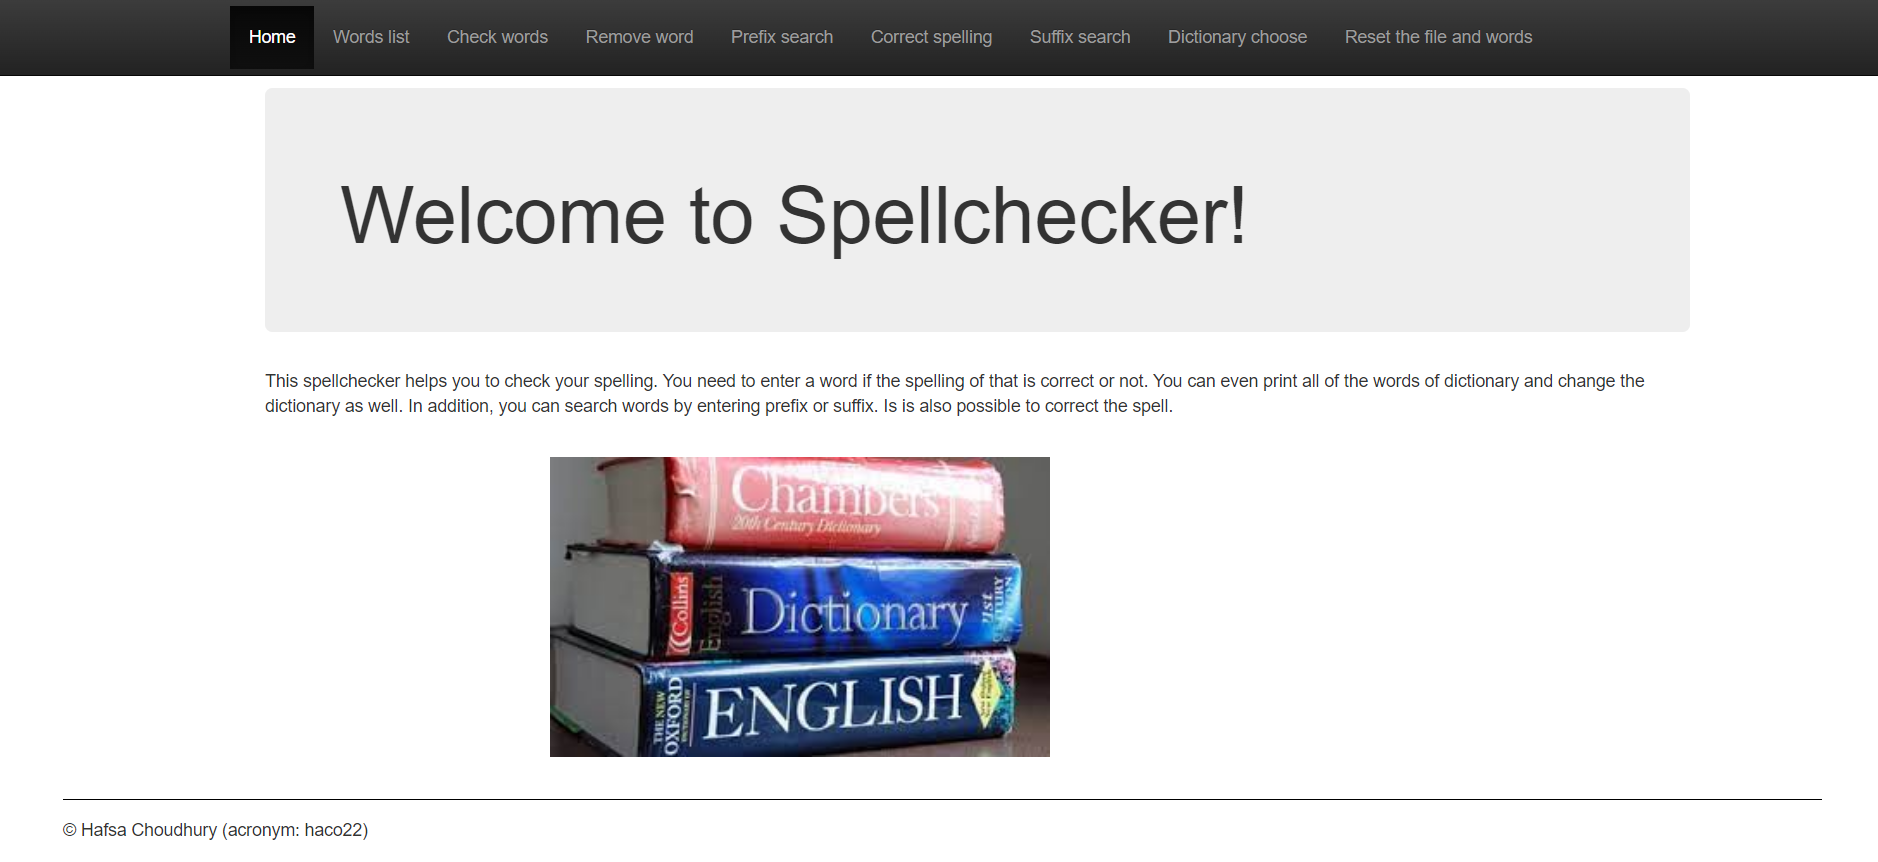 Home Words list Check words Remove word Prefix search Correct spelling Suffix search Dictionary choose Reset the file and words
Welcome to Spellchecker!
This spellchecker helps you to check your spelling. You need to enter a word if the spelling of that is correct or not. You can even print all of the words of dictionary and change the
dictionary as well. In addition, you can search words by entering prefix or suffix. Is is also possible to correct the spell.
Chambers
20th Century Dictionary
Collins
English
Dictionary
21st
THE NEW
OXFORD
DICTIONARY OF
ENGLISH
© Hafsa Choudhury (acronym: haco22)